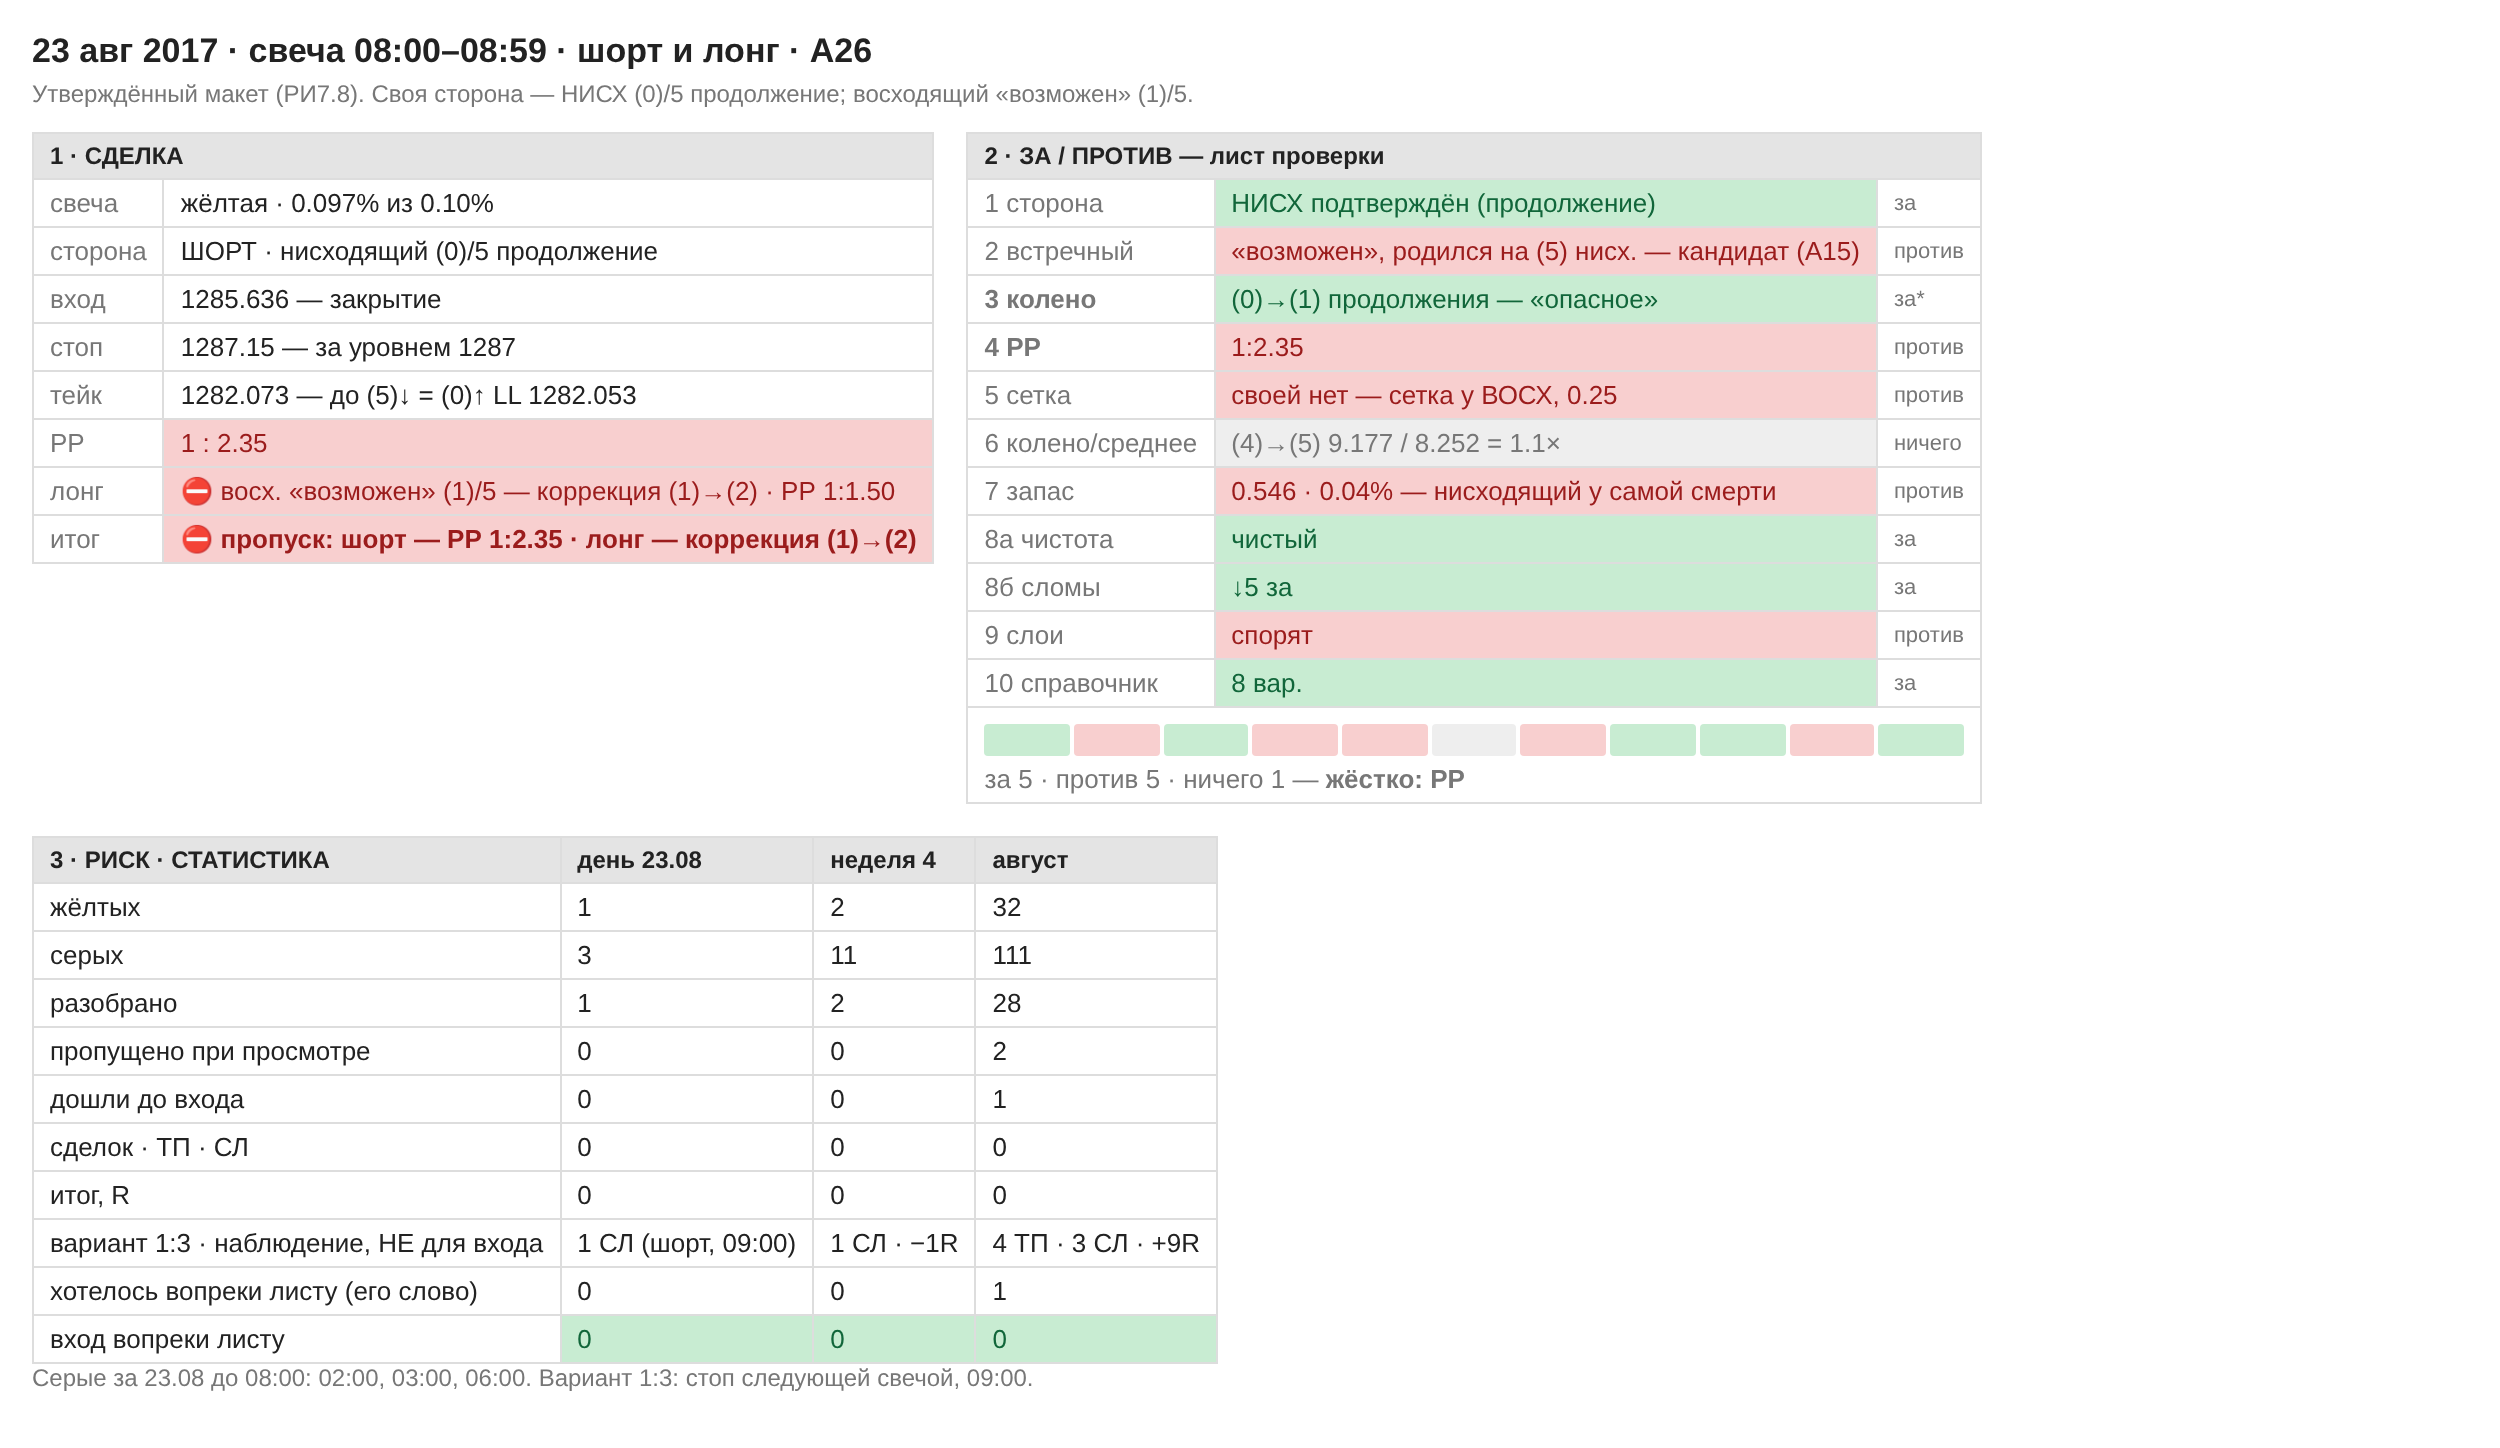 23 авг 2017 · свеча 08:00–08:59 · шорт и лонг · А26
Утверждённый макет (РИ7.8). Своя сторона — НИСХ (0)/5 продолжение; восходящий «возможен» (1)/5.
1 · СДЕЛКА
свеча жёлтая · 0.097% из 0.10%
сторона ШОРТ · нисходящий (0)/5 продолжение
вход 1285.636 — закрытие
стоп 1287.15 — за уровнем 1287
тейк 1282.073 — до (5)↓ = (0)↑ LL 1282.053
РР 1 : 2.35
лонг ⛔ восх. «возможен» (1)/5 — коррекция (1)→(2) · РР 1:1.50
итог ⛔ пропуск: шорт — РР 1:2.35 · лонг — коррекция (1)→(2)
2 · ЗА / ПРОТИВ — лист проверки
1 сторона НИСХ подтверждён (продолжение) за
2 встречный «возможен», родился на (5) нисх. — кандидат (А15) против
3 колено (0)→(1) продолжения — «опасное» за*
4 РР 1:2.35 против
5 сетка своей нет — сетка у ВОСХ, 0.25 против
6 колено/среднее (4)→(5) 9.177 / 8.252 = 1.1× ничего
7 запас 0.546 · 0.04% — нисходящий у самой смерти против
8а чистота чистый за
8б сломы ↓5 за за
9 слои спорят против
10 справочник 8 вар. за
за 5 · против 5 · ничего 1 — жёстко: РР
3 · РИСК · СТАТИСТИКА день 23.08 неделя 4 август
жёлтых 1 2 32
серых 3 11 111
разобрано 1 2 28
пропущено при просмотре 0 0 2
дошли до входа 0 0 1
сделок · ТП · СЛ 0 0 0
итог, R 0 0 0
вариант 1:3 · наблюдение, НЕ для входа 1 СЛ (шорт, 09:00) 1 СЛ · −1R 4 ТП · 3 СЛ · +9R
хотелось вопреки листу (его слово) 0 0 1
вход вопреки листу 0 0 0
Серые за 23.08 до 08:00: 02:00, 03:00, 06:00. Вариант 1:3: стоп следующей свечой, 09:00.